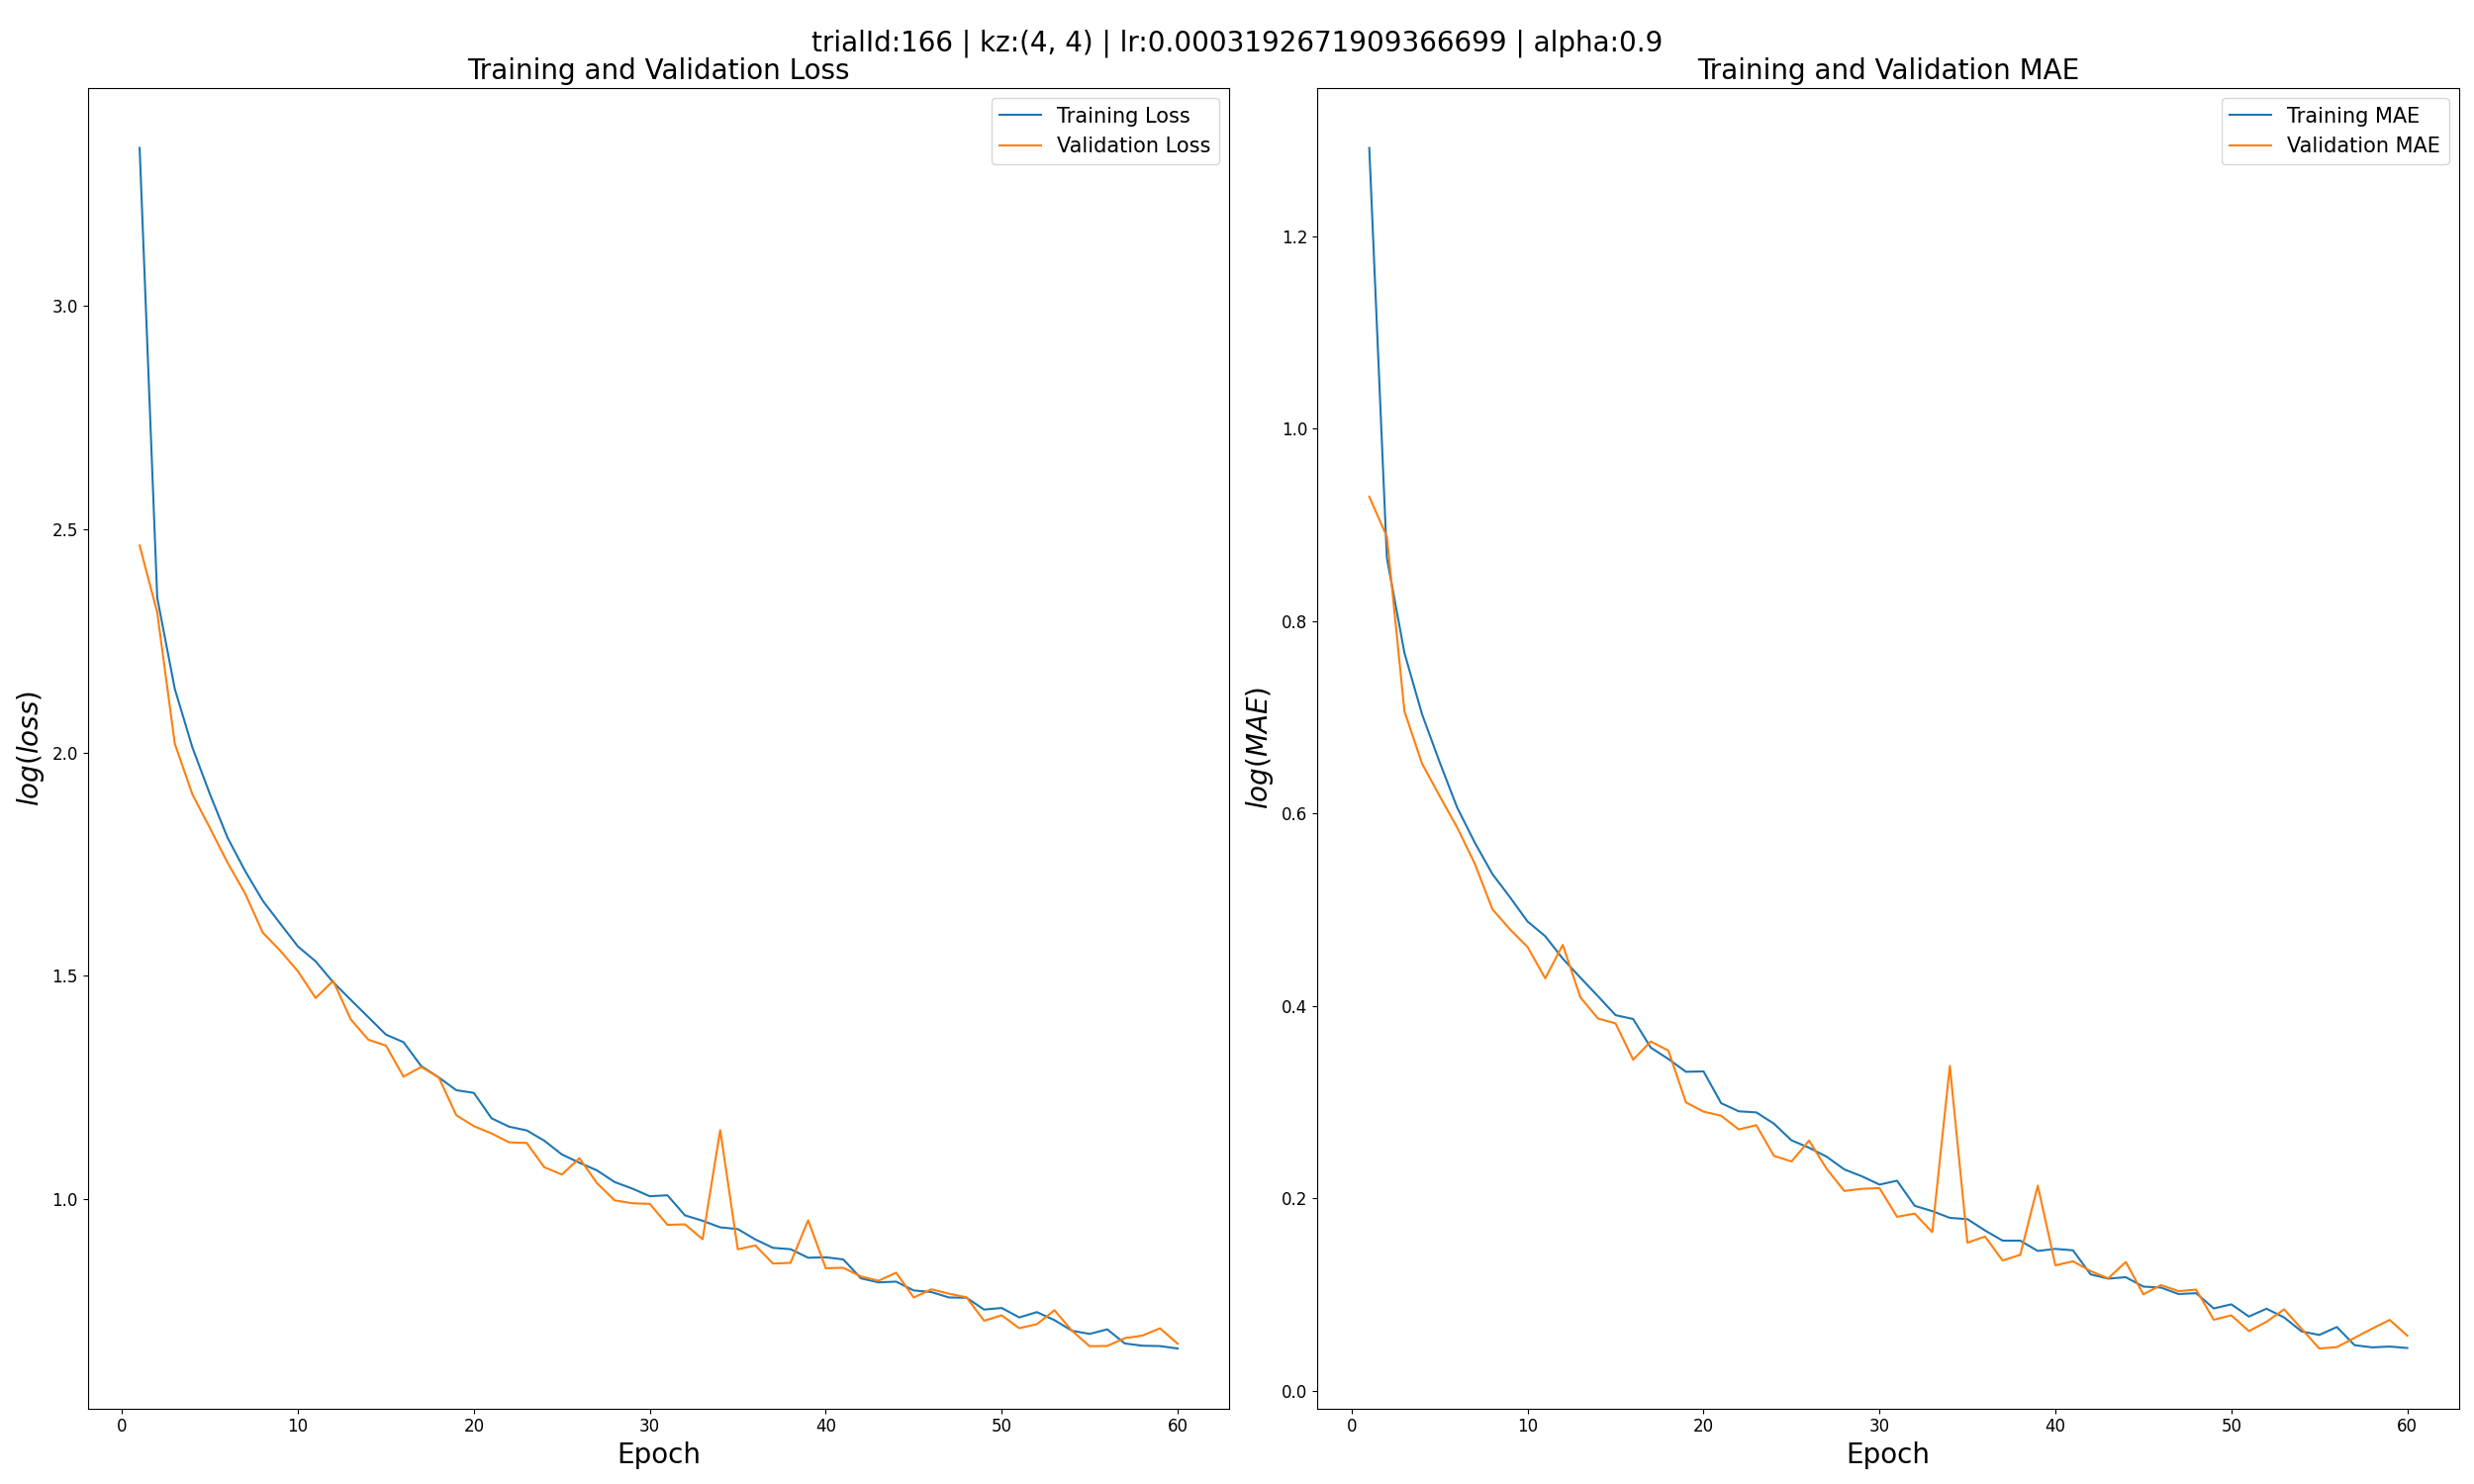 trialId:166 | kz:(4, 4) | lr:0.0003192671909366699 | alpha:0.9
Training and Validation Loss
Training Loss
Validation Loss
3.0
2.5
2.0
1.5
1.0
log(loss)
0 10 20 30 40 50 60
Epoch
Training and Validation MAE
Training MAE
Validation MAE
1.2
1.0
0.8
0.6
0.4
0.2
0.0
log(MAE)
0 10 20 30 40 50 60
Epoch